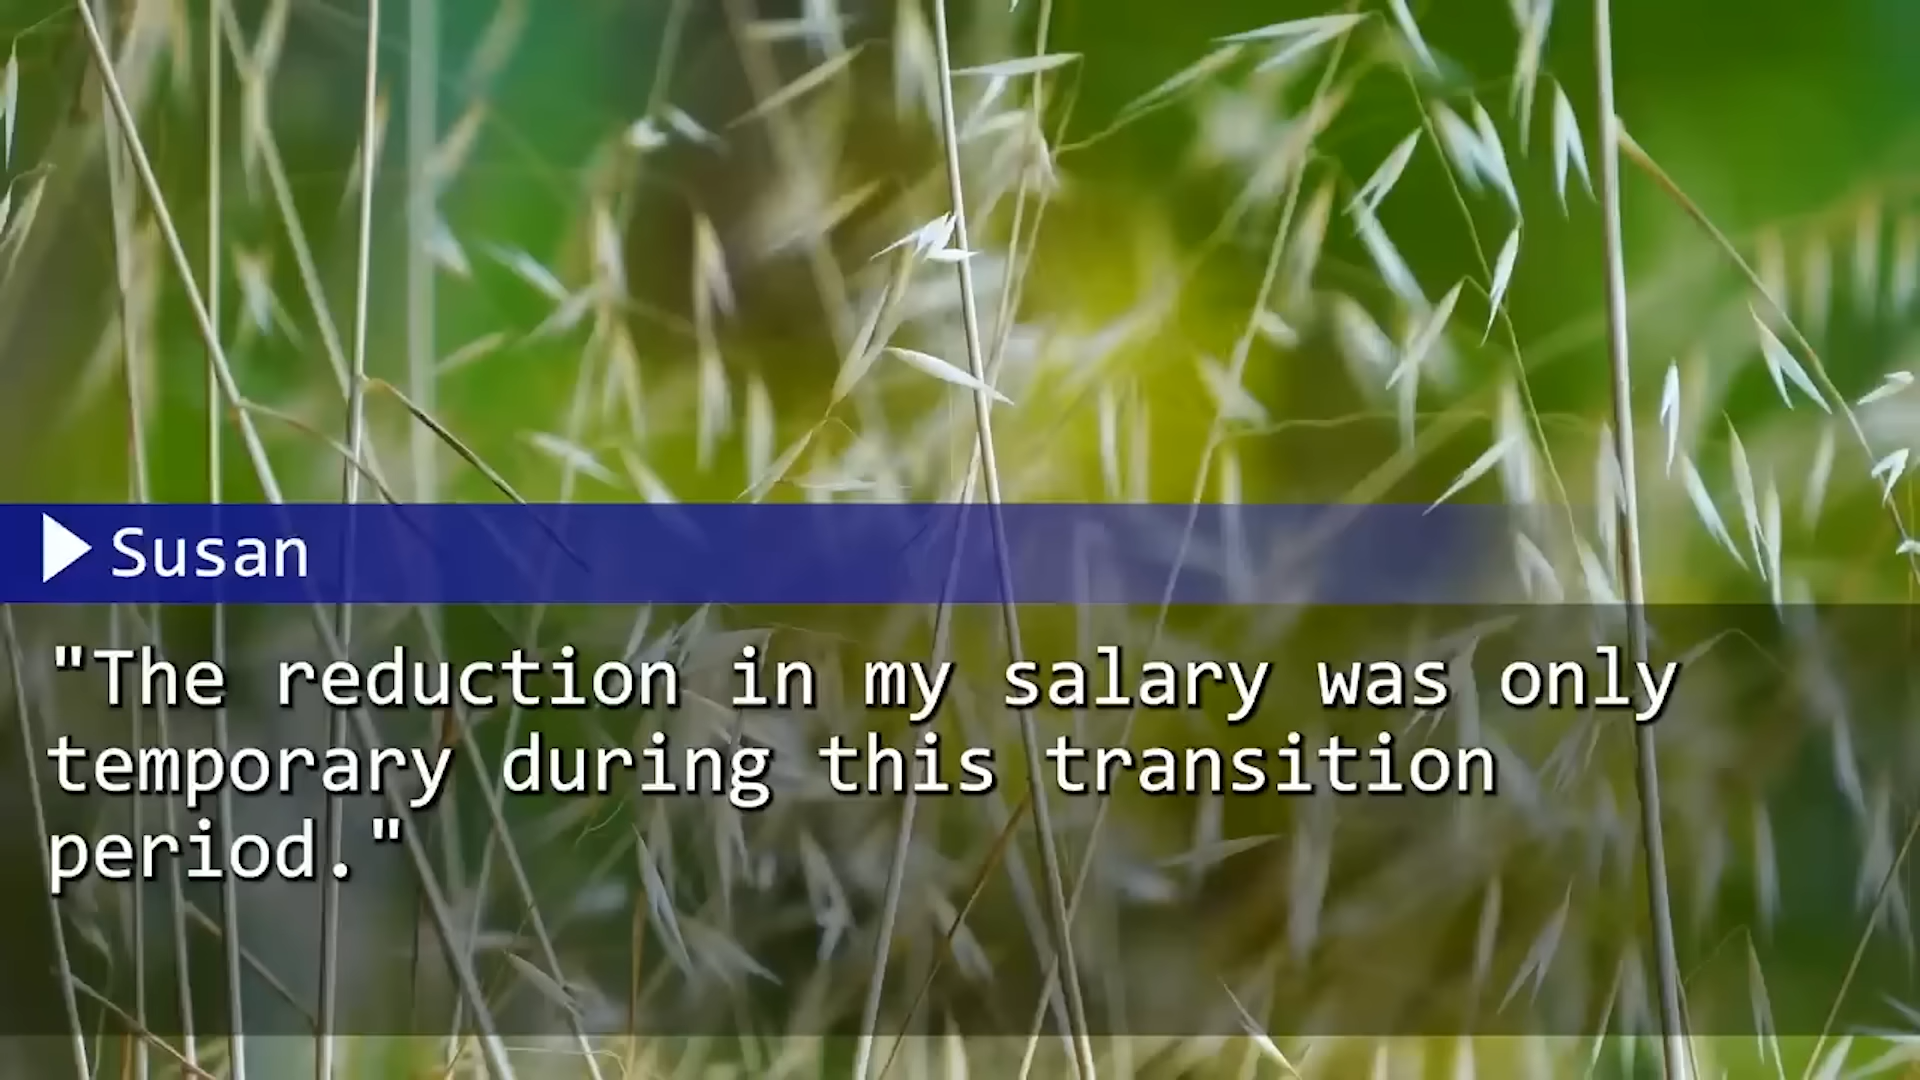 Susan
"The reduction in my salary was only
temporary during this transition
period."